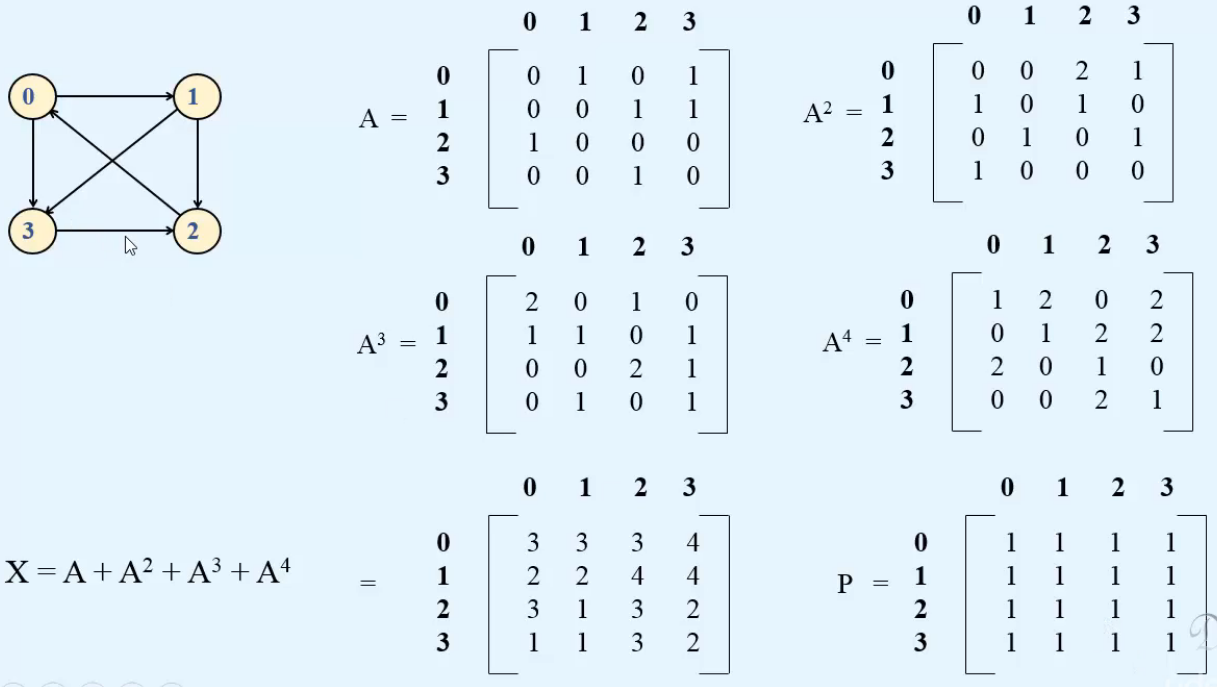 0 1
3 2
0 1 2 3
A =
0 0 1 0 1
1 0 0 1 1
2 1 0 0 0
3 0 0 1 0
0 1 2 3
A² =
0 0 0 2 1
1 1 0 1 0
2 0 1 0 1
3 1 0 0 0
0 1 2 3
A³ =
0 2 0 1 0
1 1 1 0 1
2 0 0 2 1
3 0 1 0 1
0 1 2 3
A⁴ =
0 1 2 0 2
1 0 1 2 2
2 2 0 1 0
3 0 0 2 1
X = A + A² + A³ + A⁴ =
0 1 2 3
0 3 3 3 4
1 2 2 4 4
2 3 1 3 2
3 1 1 3 2
P =
0 1 2 3
0 1 1 1 1
1 1 1 1 1
2 1 1 1 1
3 1 1 1 1